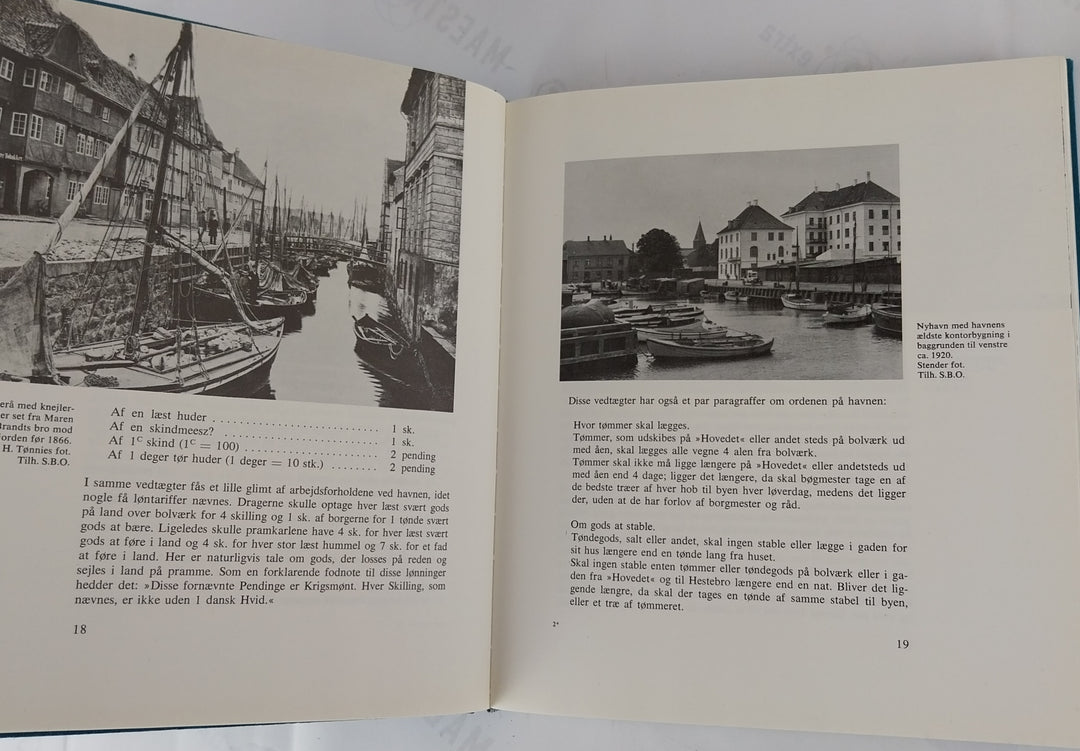 erå med knejler-
er set fra Maren
Brandts bro mod
jorden før 1866.
H. Tønnies fot.
Tilh. S.B.O.
Af en læst huder . . . . . . . . . . . . . . . . . . . . . . . . . . 1 sk.
Af en skindmeesz? . . . . . . . . . . . . . . . . . . . . . . . . 1 sk.
Af 1c skind (1c = 100) . . . . . . . . . . . . . . . . . . . . 2 pending
Af 1 deger tør huder (1 deger = 10 stk.) . . . . . . . . 2 pending
I samme vedtægter fås et lille glimt af arbejdsforholdene ved havnen, idet
nogle få løntariffer nævnes. Dragerne skulle optage hver læst svært gods
på land over bolværk for 4 skilling og 1 sk. af borgerne for 1 tønde svært
gods at bære. Ligeledes skulle pramkarlene have 4 sk. for hver læst svært
gods at føre i land og 4 sk. for hver stor læst hummel og 7 sk. for et fad
at føre i land. Her er naturligvis tale om gods, der losses på reden og
sejles i land på pramme. Som en forklarende fodnote til disse lønninger
hedder det: »Disse fornævnte Pendinge er Krigsmønt. Hver Skilling, som
nævnes, er ikke uden 1 dansk Hvid.«
18
Nyhavn med havnens
ældste kontorbygning i
baggrunden til venstre
ca. 1920.
Stender fot.
Tilh. S.B.O.
Disse vedtægter har også et par paragraffer om ordenen på havnen:
Hvor tømmer skal lægges.
Tømmer, som udskibes på »Hovedet« eller andet steds på bolværk ud
med åen, skal lægges alle vegne 4 alen fra bolværk.
Tømmer skal ikke må ligge længere på »Hovedet« eller andetsteds ud
med åen end 4 dage; ligger det længere, da skal bøgmester tage en af
de bedste træer af hver hob til byen hver løverdag, medens det ligger
der, uden at de har forlov af borgmester og råd.
Om gods at stable.
Tøndegods, salt eller andet, skal ingen stable eller lægge i gaden for
sit hus længere end en tønde lang fra huset.
Skal ingen stable enten tømmer eller tøndegods på bolværk eller i ga-
den fra »Hovedet« og til Hestebro længere end en nat. Bliver det lig-
gende længre, da skal der tages en tønde af samme stabel til byen,
eller et træ af tømmeret.
2*
19
MAESTR
extra